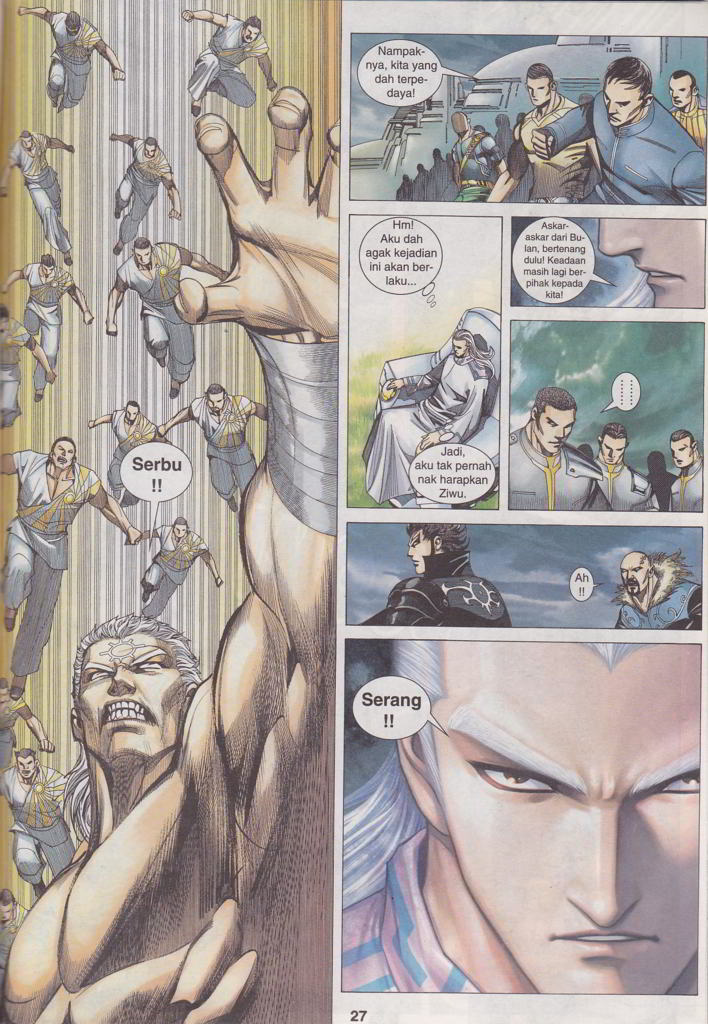 Serbu
!!
Nampak-
nya, kita yang
dah terpe-
daya!
Hm!
Aku dah
agak kejadian
ini akan ber-
laku...
Jadi,
aku tak pernah
nak harapkan
Ziwu.
Askar-
askar dari Bu-
lan, bertenang
dulu! Keadaan
masih lagi ber-
pihak kepada
kita!
......
Ah
!!
Serang
!!
27